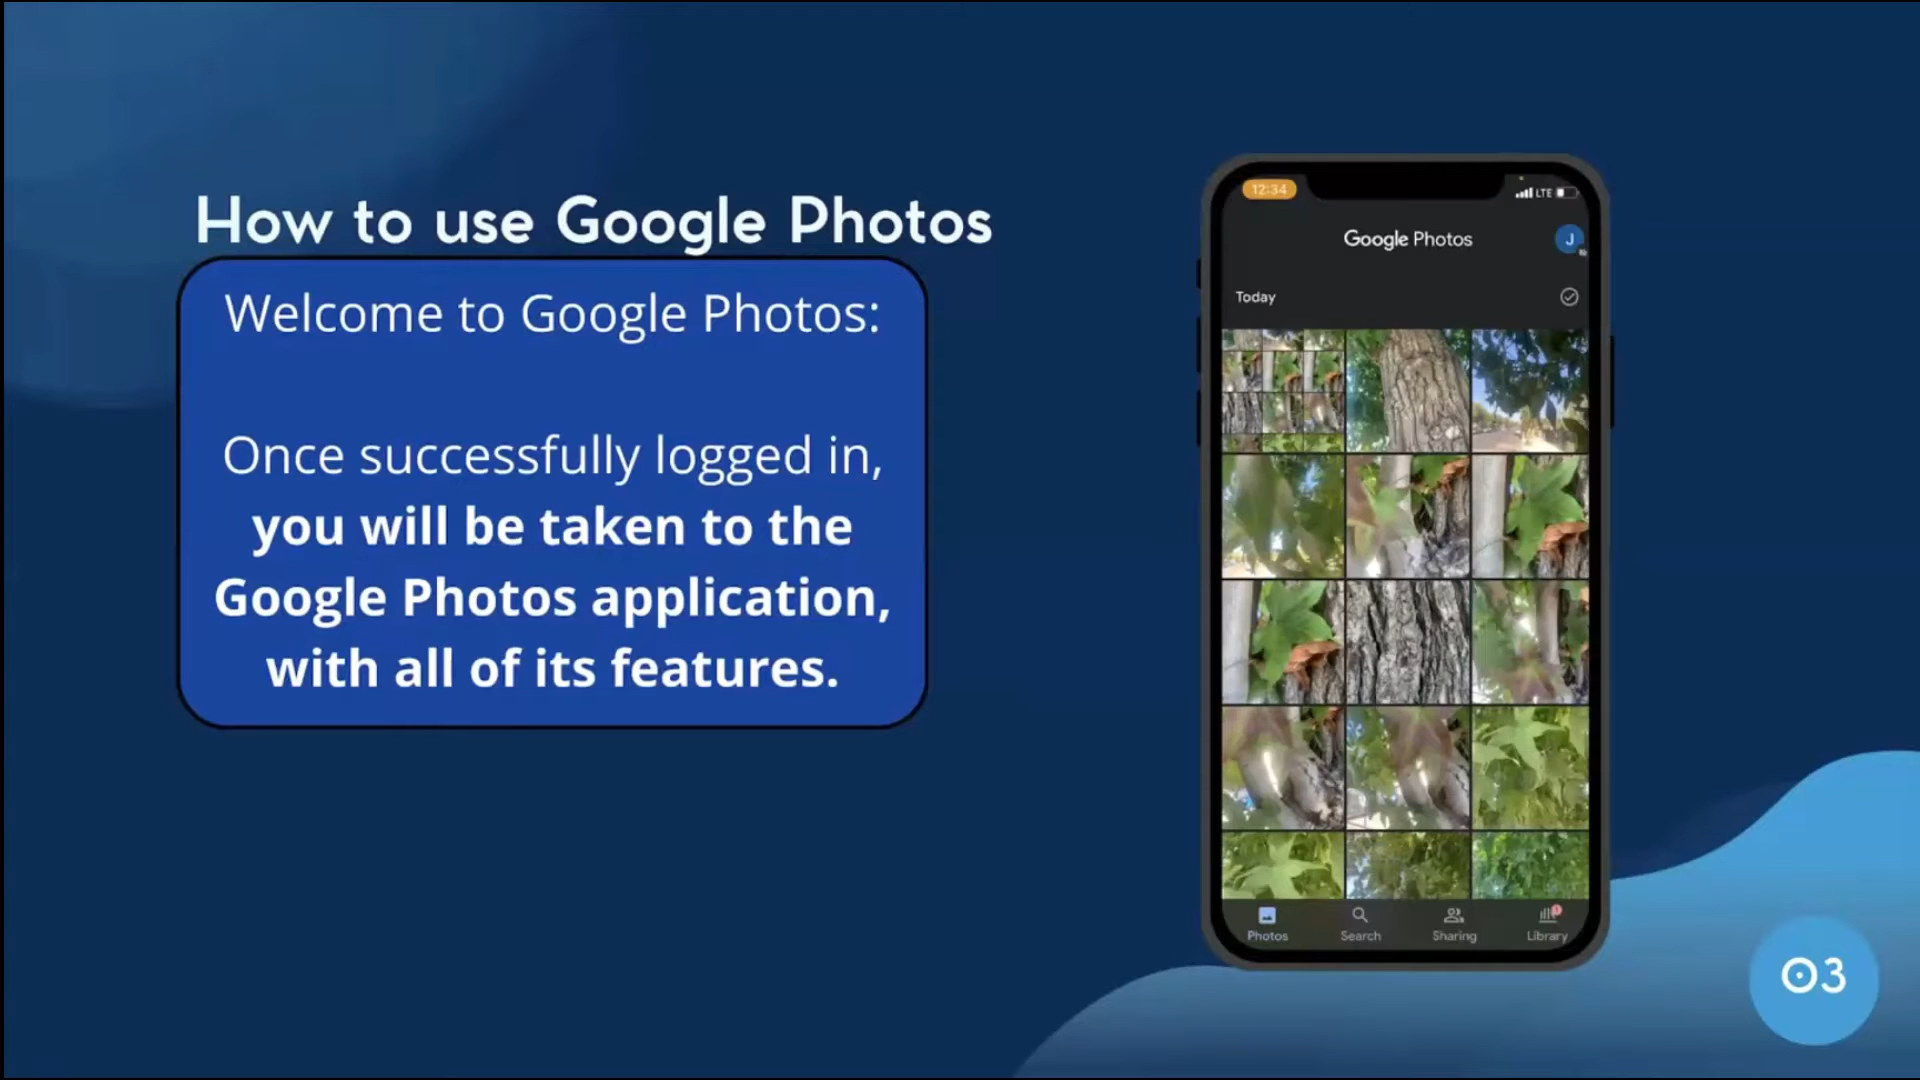 How to use Google Photos
Welcome to Google Photos:
Once successfully logged in,
you will be taken to the
Google Photos application,
with all of its features.
12:34
LTE
Google Photos
J
Today
Photos
Search
Sharing
Library
03